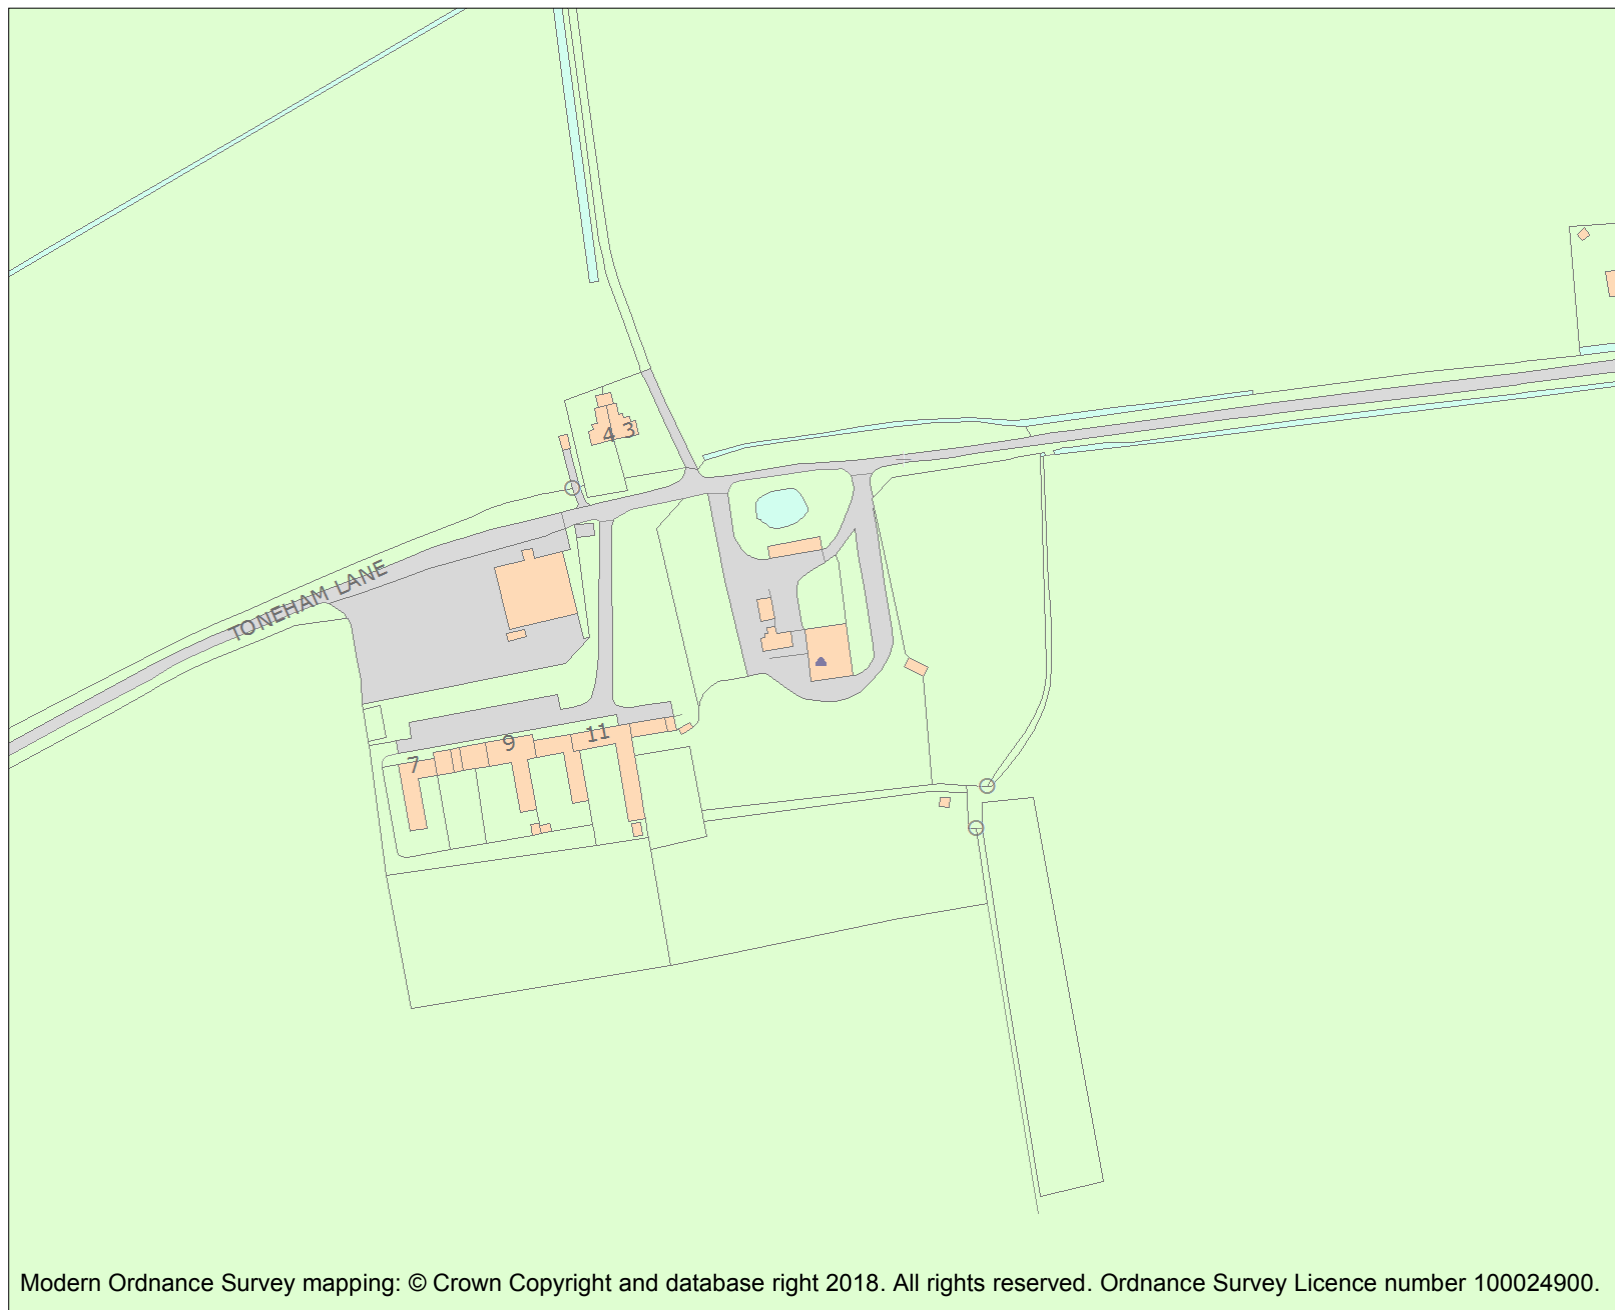 4 3
TONEHAM LANE
11
9
7
Modern Ordnance Survey mapping: © Crown Copyright and database right 2018. All rights reserved. Ordnance Survey Licence number 100024900.